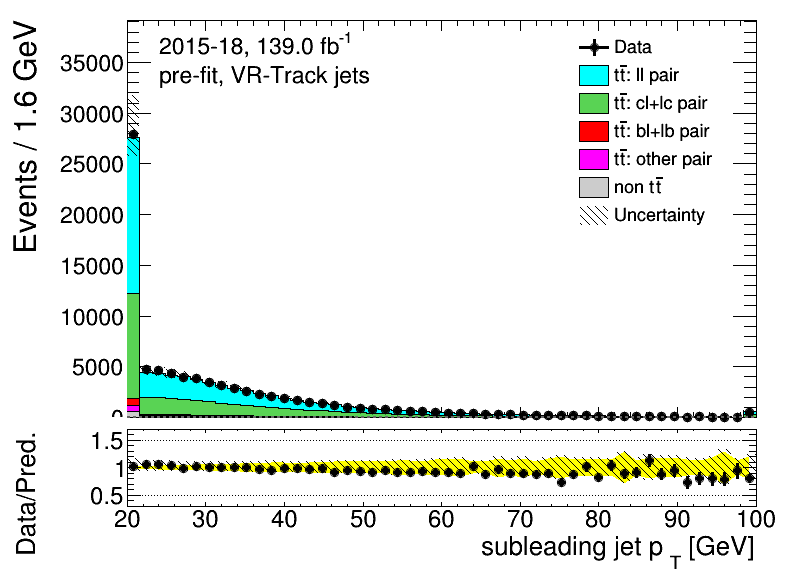 Events / 1.6 GeV
35000
30000
25000
20000
15000
10000
5000
0
2015-18, 139.0 fb⁻¹
pre-fit, VR-Track jets
Data
tt̄: ll pair
tt̄: cl+lc pair
tt̄: bl+lb pair
tt̄: other pair
non tt̄
Uncertainty
Data/Pred.
1.5
1
0.5
20 30 40 50 60 70 80 90 100
subleading jet p_T [GeV]